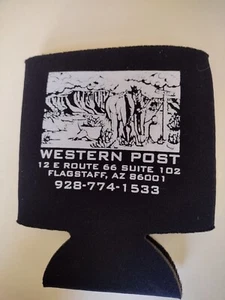 WESTERN POST
12 E ROUTE 66 SUITE 102
FLAGSTAFF, AZ 86001
928-774-1533